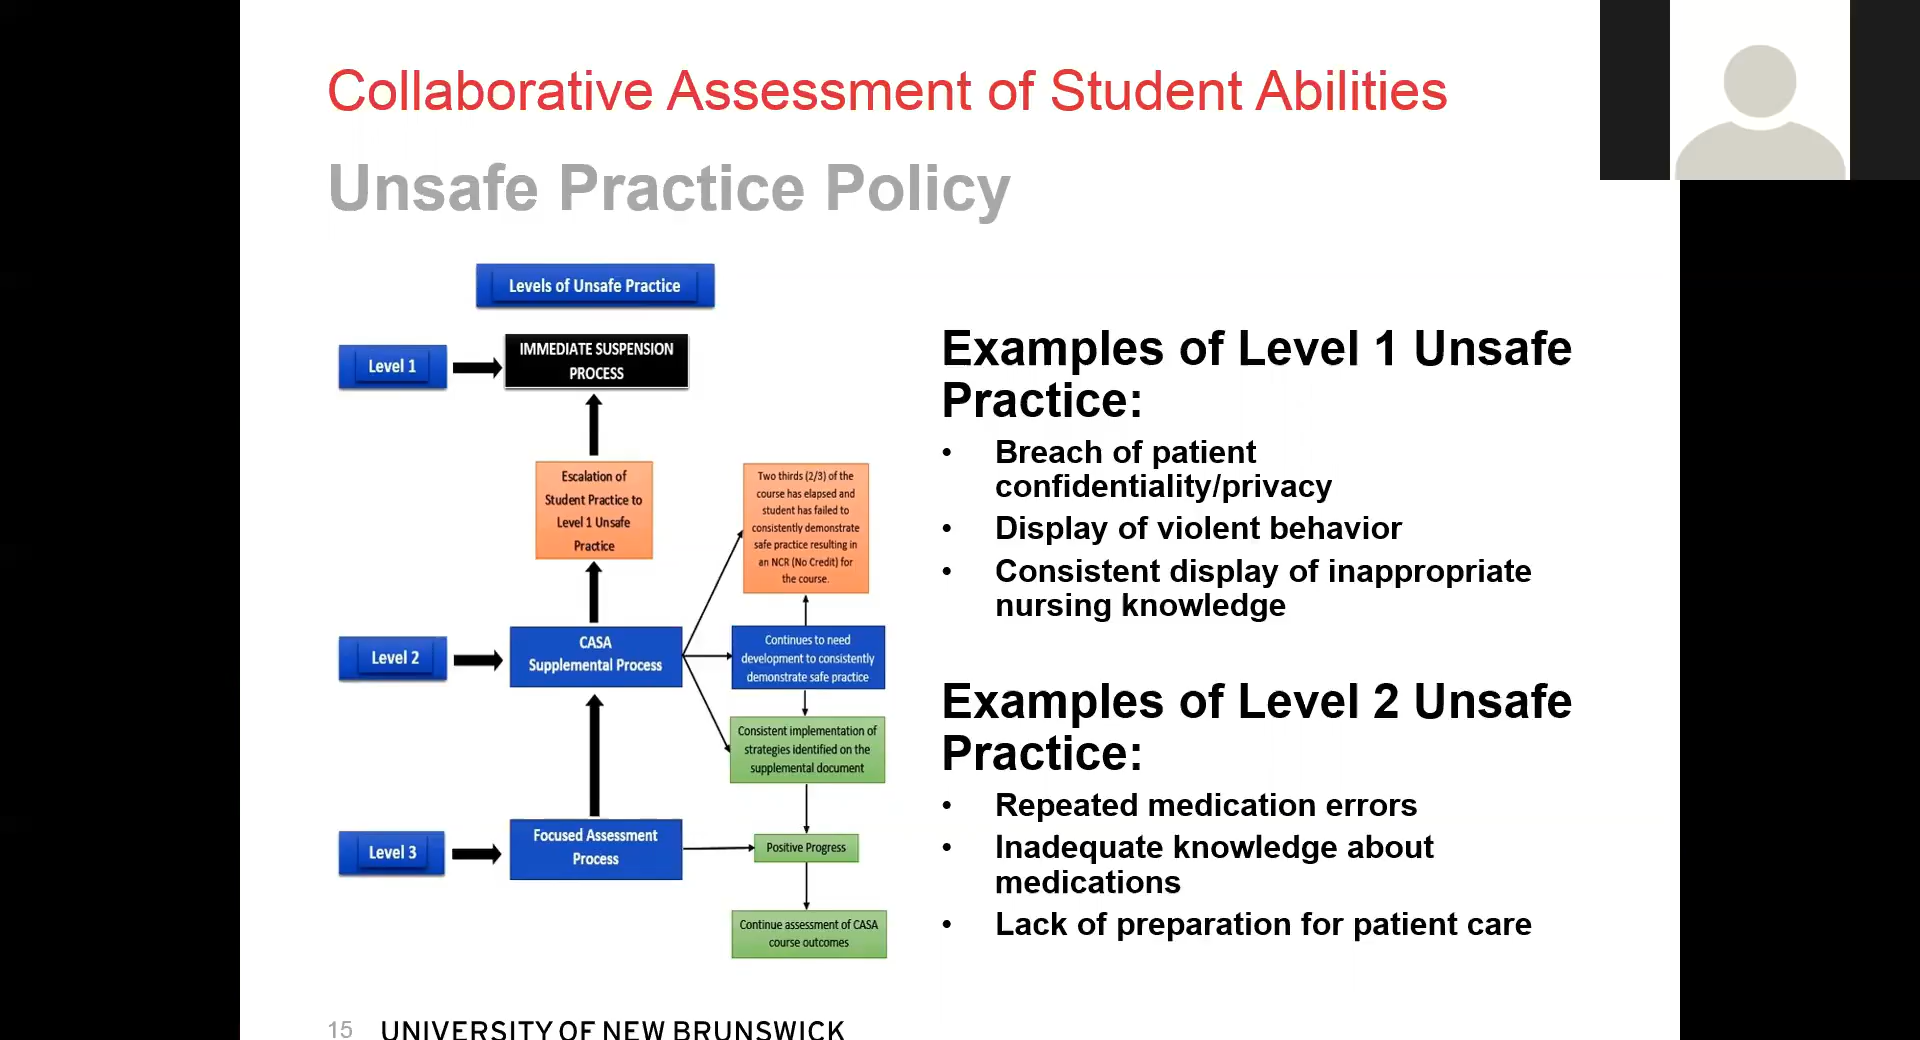 Collaborative Assessment of Student Abilities
Unsafe Practice Policy
Levels of Unsafe Practice
Level 1
IMMEDIATE SUSPENSION
PROCESS
Escalation of
Student Practice to
Level 1 Unsafe
Practice
Two thirds (2/3) of the
course has elapsed and
student has failed to
consistently demonstrate
safe practice resulting in
an NCR (No Credit) for
the course.
Level 2
CASA
Supplemental Process
Continues to need
development to consistently
demonstrate safe practice
Consistent implementation of
strategies identified on the
supplemental document
Level 3
Focused Assessment
Process
Positive Progress
Continue assessment of CASA
course outcomes
Examples of Level 1 Unsafe
Practice:
• Breach of patient
confidentiality/privacy
• Display of violent behavior
• Consistent display of inappropriate
nursing knowledge
Examples of Level 2 Unsafe
Practice:
• Repeated medication errors
• Inadequate knowledge about
medications
• Lack of preparation for patient care
15 UNIVERSITY OF NEW BRUNSWICK